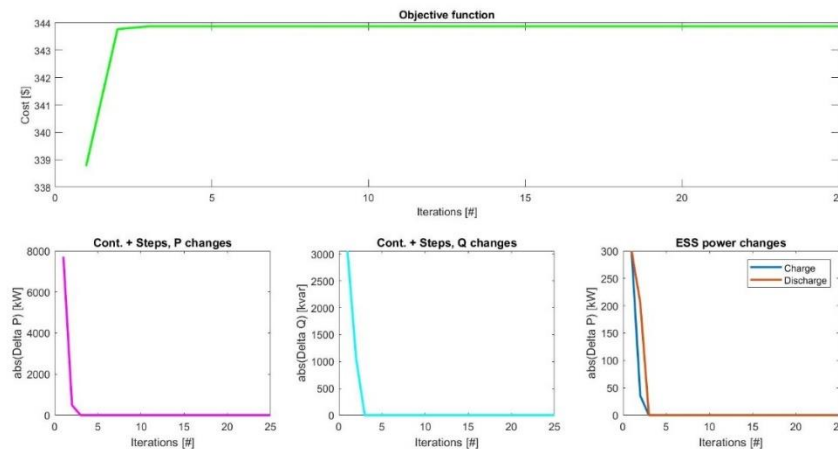 Objective function
344
343
342
341
340
339
338
Cost [$]
0 5 10 15 20 25
Iterations [#]
Cont. + Steps, P changes
8000
6000
4000
2000
0
abs(Delta P) [kW]
0 5 10 15 20 25
Iterations [#]
Cont. + Steps, Q changes
3000
2500
2000
1500
1000
500
0
abs(Delta Q) [kvar]
0 5 10 15 20 25
Iterations [#]
ESS power changes
300
250
200
150
100
50
0
abs(Delta P) [kW]
Charge
Discharge
0 5 10 15 20 25
Iterations [#]